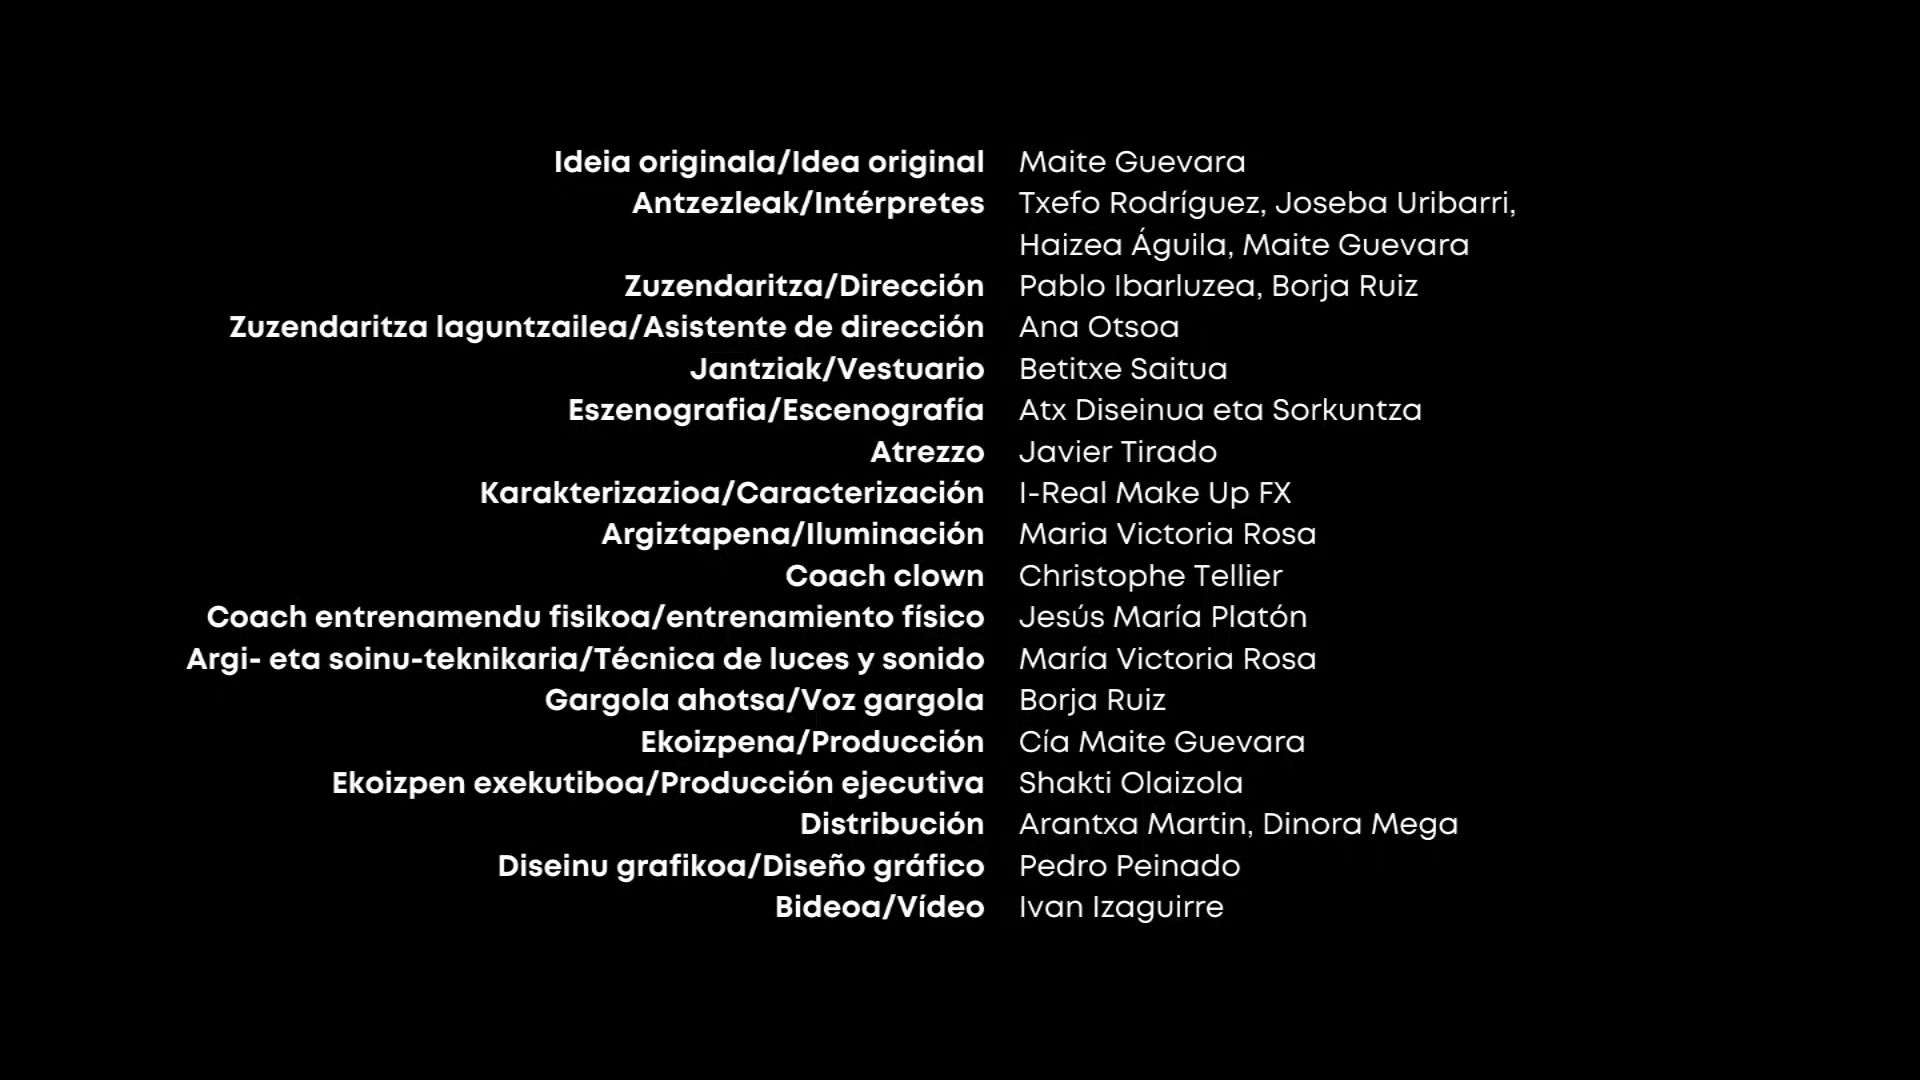 Ideia originala/Idea original Maite Guevara
Antzezleak/Intérpretes Txefo Rodríguez, Joseba Uribarri,
Haizea Águila, Maite Guevara
Zuzendaritza/Dirección Pablo Ibarluzea, Borja Ruiz
Zuzendaritza laguntzailea/Asistente de dirección Ana Otsoa
Jantziak/Vestuario Betitxe Saitua
Eszenografia/Escenografía Atx Diseinua eta Sorkuntza
Atrezzo Javier Tirado
Karakterizazioa/Caracterización I-Real Make Up FX
Argiztapena/Iluminación Maria Victoria Rosa
Coach clown Christophe Tellier
Coach entrenamendu fisikoa/entrenamiento físico Jesús María Platón
Argi- eta soinu-teknikaria/Técnica de luces y sonido María Victoria Rosa
Gargola ahotsa/Voz gargola Borja Ruiz
Ekoizpena/Producción Cía Maite Guevara
Ekoizpen exekutiboa/Producción ejecutiva Shakti Olaizola
Distribución Arantxa Martin, Dinora Mega
Diseinu grafikoa/Diseño gráfico Pedro Peinado
Bideoa/Vídeo Ivan Izaguirre